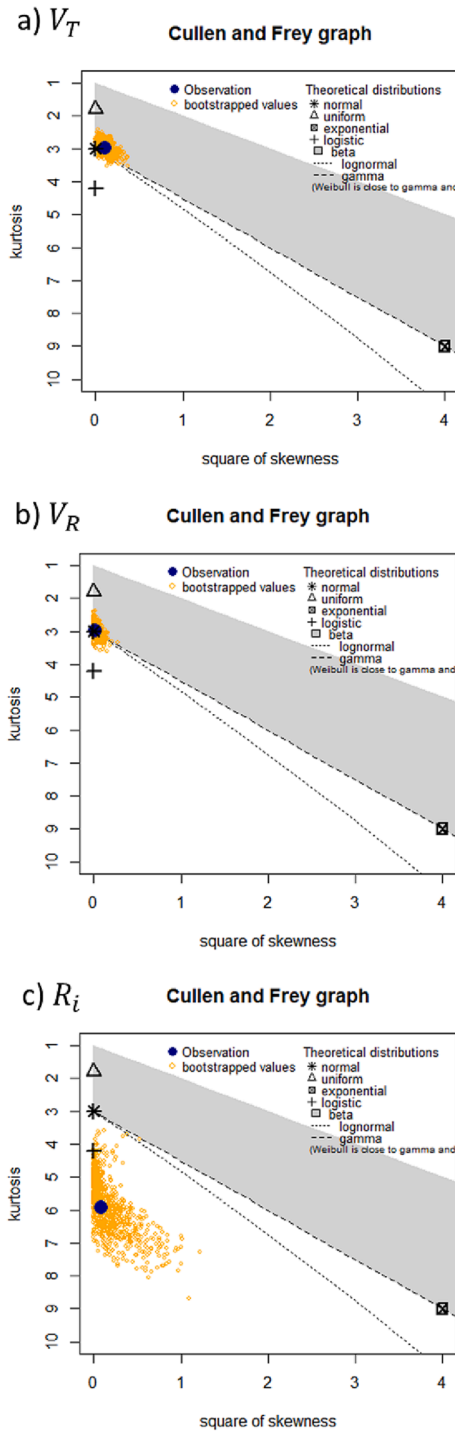 a) V_T
Cullen and Frey graph
Observation
bootstrapped values
Theoretical distributions
normal
uniform
exponential
logistic
beta
lognormal
gamma
(Weibull is close to gamma and
kurtosis
1
2
3
4
5
6
7
8
9
10
0 1 2 3 4
square of skewness
b) V_R
Cullen and Frey graph
Observation
bootstrapped values
Theoretical distributions
normal
uniform
exponential
logistic
beta
lognormal
gamma
(Weibull is close to gamma and
kurtosis
1
2
3
4
5
6
7
8
9
10
0 1 2 3 4
square of skewness
c) R_i
Cullen and Frey graph
Observation
bootstrapped values
Theoretical distributions
normal
uniform
exponential
logistic
beta
lognormal
gamma
(Weibull is close to gamma and
kurtosis
1
2
3
4
5
6
7
8
9
10
0 1 2 3 4
square of skewness